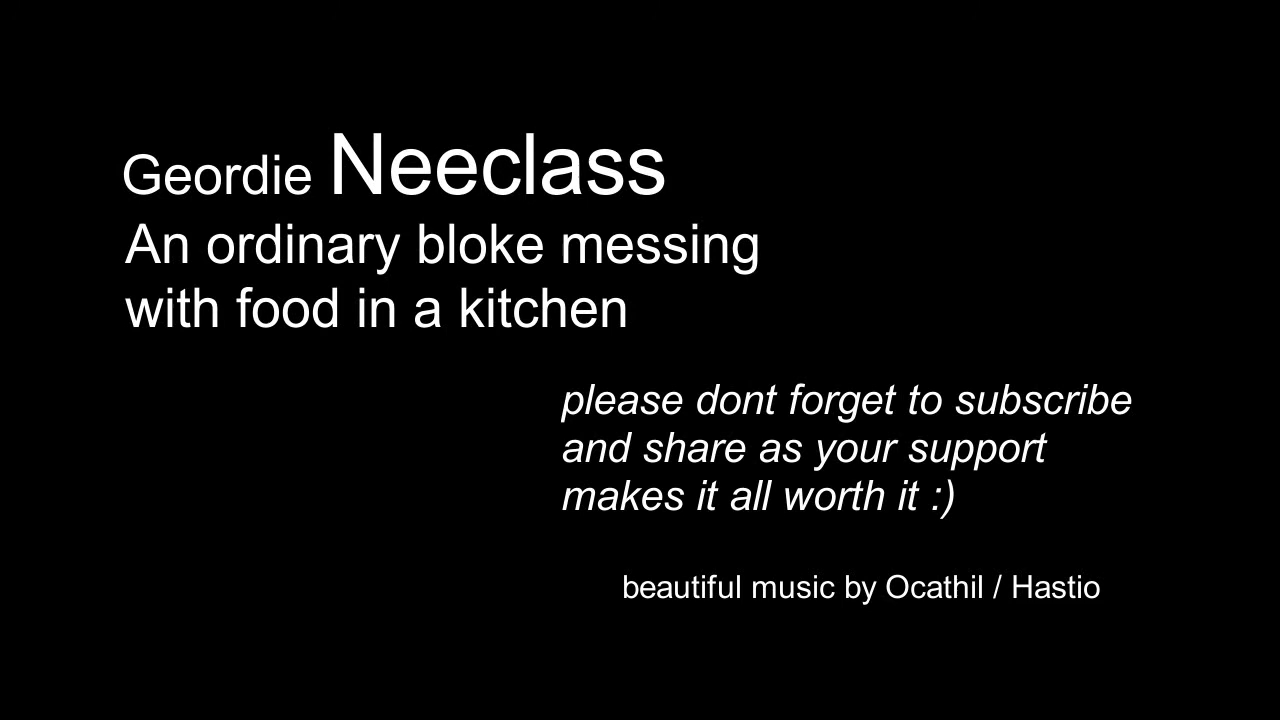 Geordie Neeclass
An ordinary bloke messing
with food in a kitchen
please dont forget to subscribe
and share as your support
makes it all worth it :)
beautiful music by Ocathil / Hastio